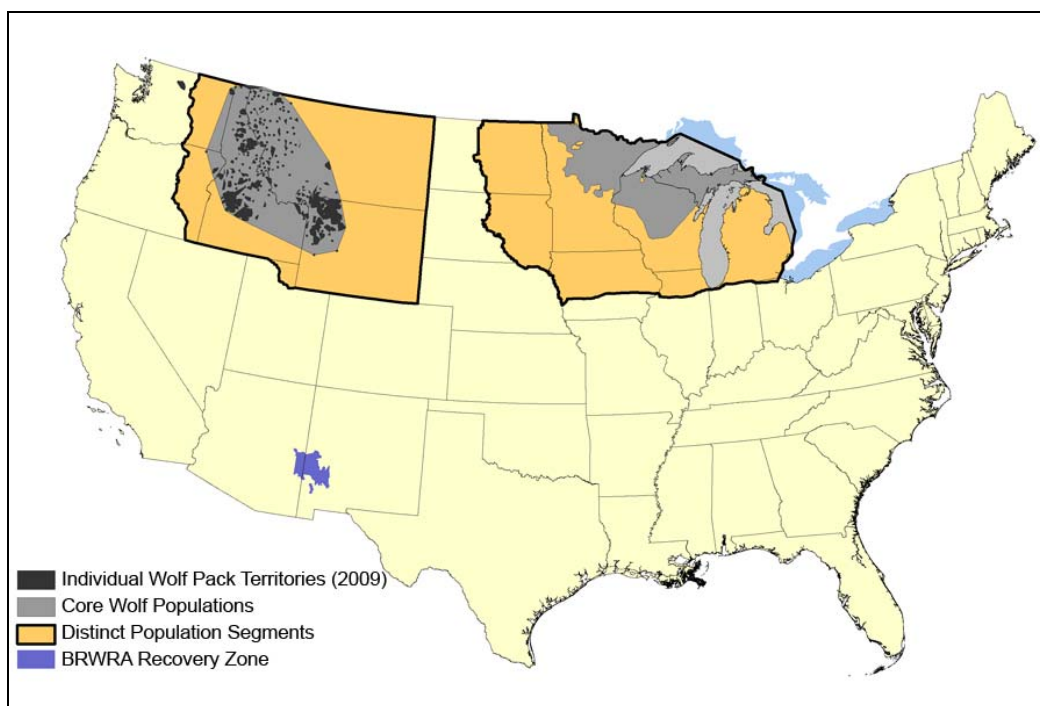 Individual Wolf Pack Territories (2009)
Core Wolf Populations
Distinct Population Segments
BRWRA Recovery Zone